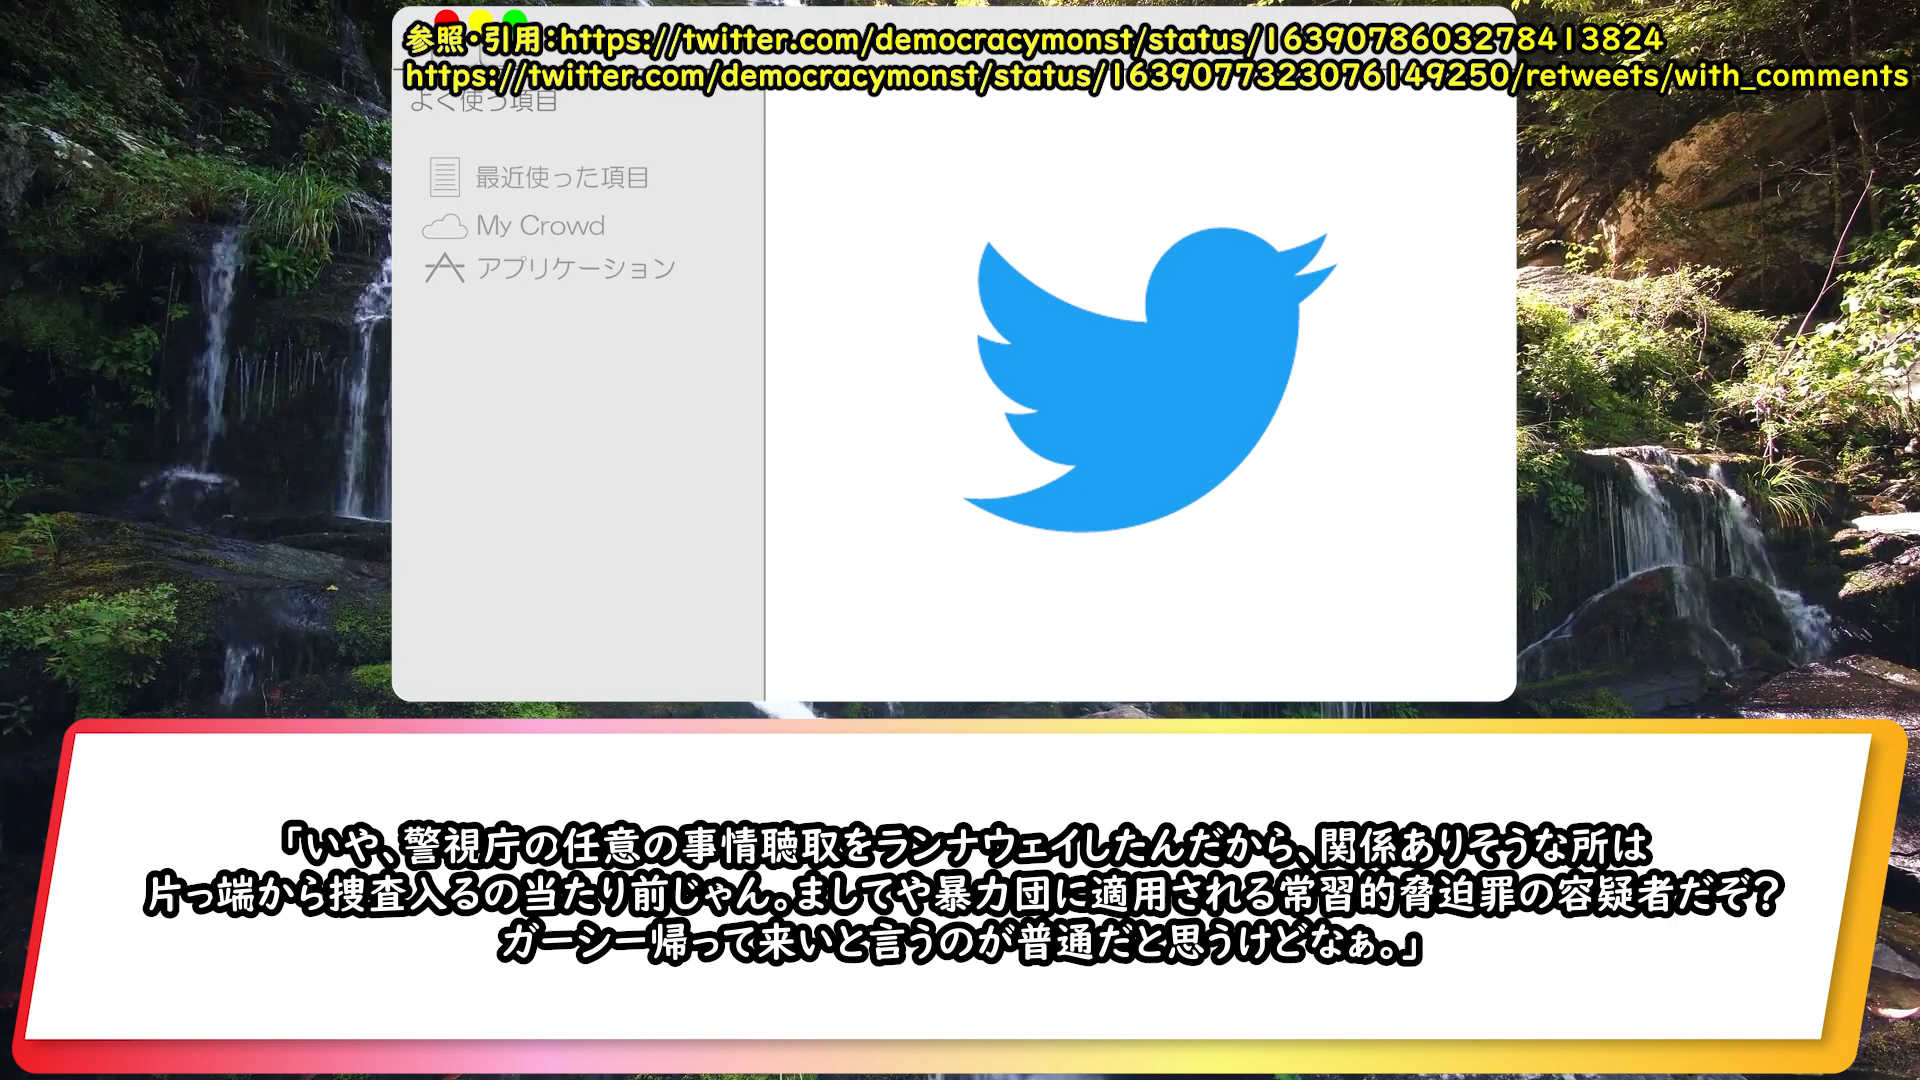 参照・引用：https://twitter.com/democracymonst/status/1639078603278413824
https://twitter.com/democracymonst/status/1639077323076149250/retweets/with_comments
よく使う項目
最近使った項目
My Crowd
アプリケーション
「いや、警視庁の任意の事情聴取をランナウェイしたんだから、関係ありそうな所は
片っ端から捜査入るの当たり前じゃん。ましてや暴力団に適用される常習的脅迫罪の容疑者だぞ？
ガーシー帰って来いと言うのが普通だと思うけどなぁ。」